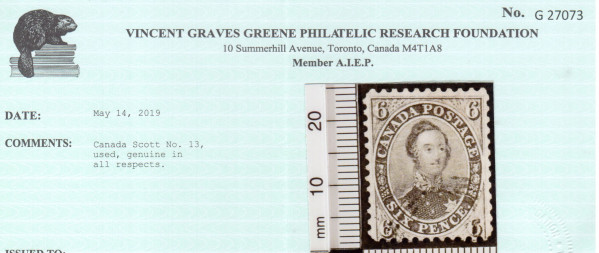 No. G 27073
VINCENT GRAVES GREENE PHILATELIC RESEARCH FOUNDATION
10 Summerhill Avenue, Toronto, Canada M4T1A8
Member A.I.E.P.
DATE: May 14, 2019
COMMENTS: Canada Scott No. 13,
used, genuine in
all respects.
20
10
mm
6 CANADA POSTAGE 6
6 SIX PENCE 6
ISSUED TO: